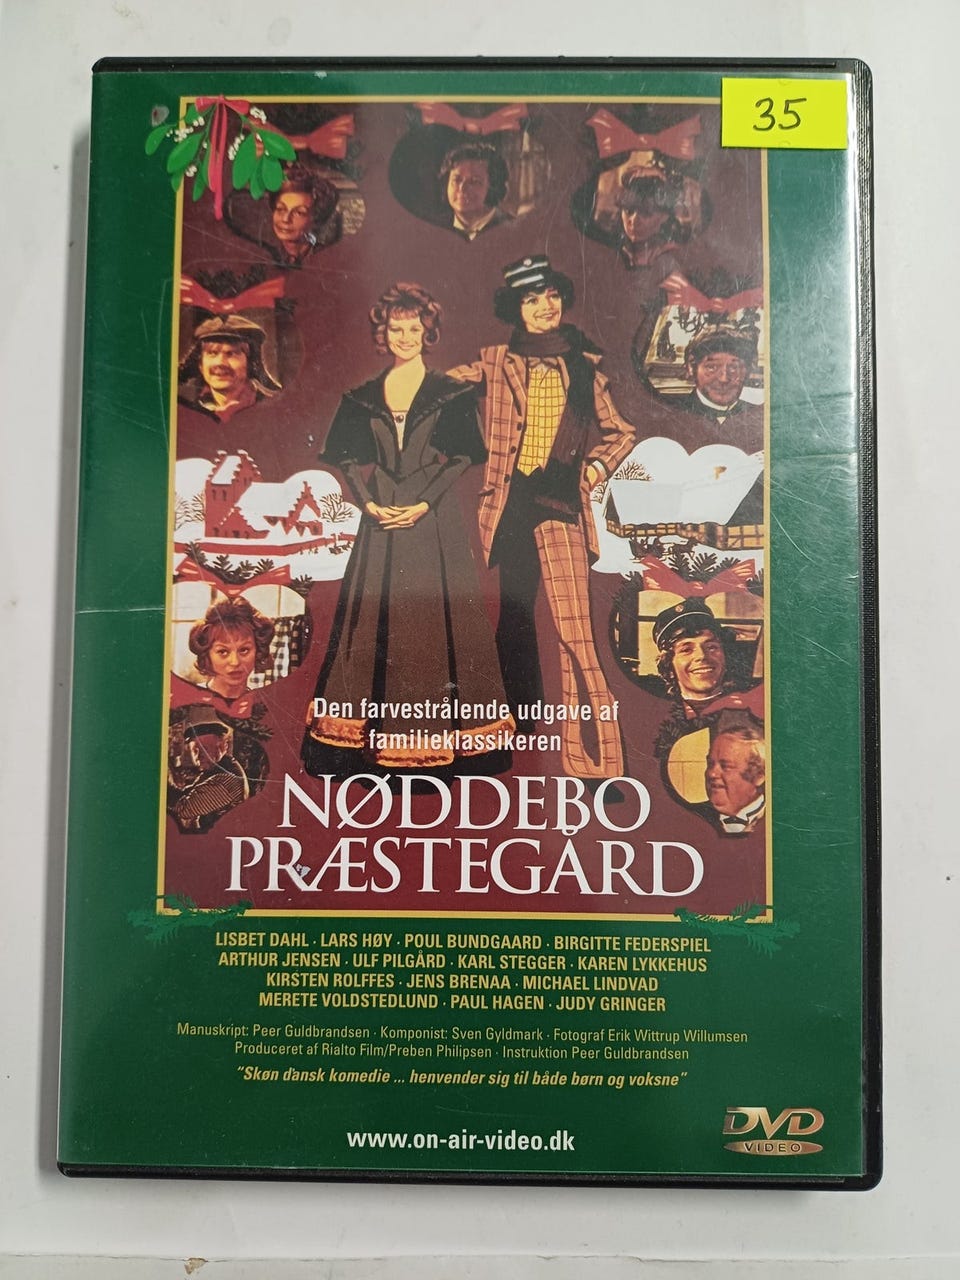 35
Den farvestrålende udgave af
familieklassikeren
NØDDEBO
PRÆSTEGÅRD
LISBET DAHL · LARS HØY · POUL BUNDGAARD · BIRGITTE FEDERSPIEL
ARTHUR JENSEN · ULF PILGÅRD · KARL STEGGER · KAREN LYKKEHUS
KIRSTEN ROLFFES · JENS BRENAA · MICHAEL LINDVAD
MERETE VOLDSTEDLUND · PAUL HAGEN · JUDY GRINGER
Manuskript: Peer Guldbrandsen · Komponist: Sven Gyldmark · Fotograf Erik Wittrup Willumsen
Produceret af Rialto Film/Preben Philipsen · Instruktion Peer Guldbrandsen
"Skøn dansk komedie ... henvender sig til både børn og voksne"
www.on-air-video.dk
DVD
VIDEO